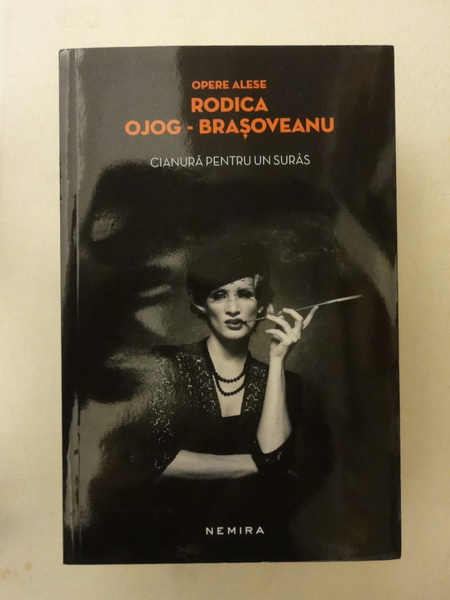 OPERE ALESE
RODICA
OJOG - BRAȘOVEANU
CIANURĂ PENTRU UN SURÂS
NEMIRA